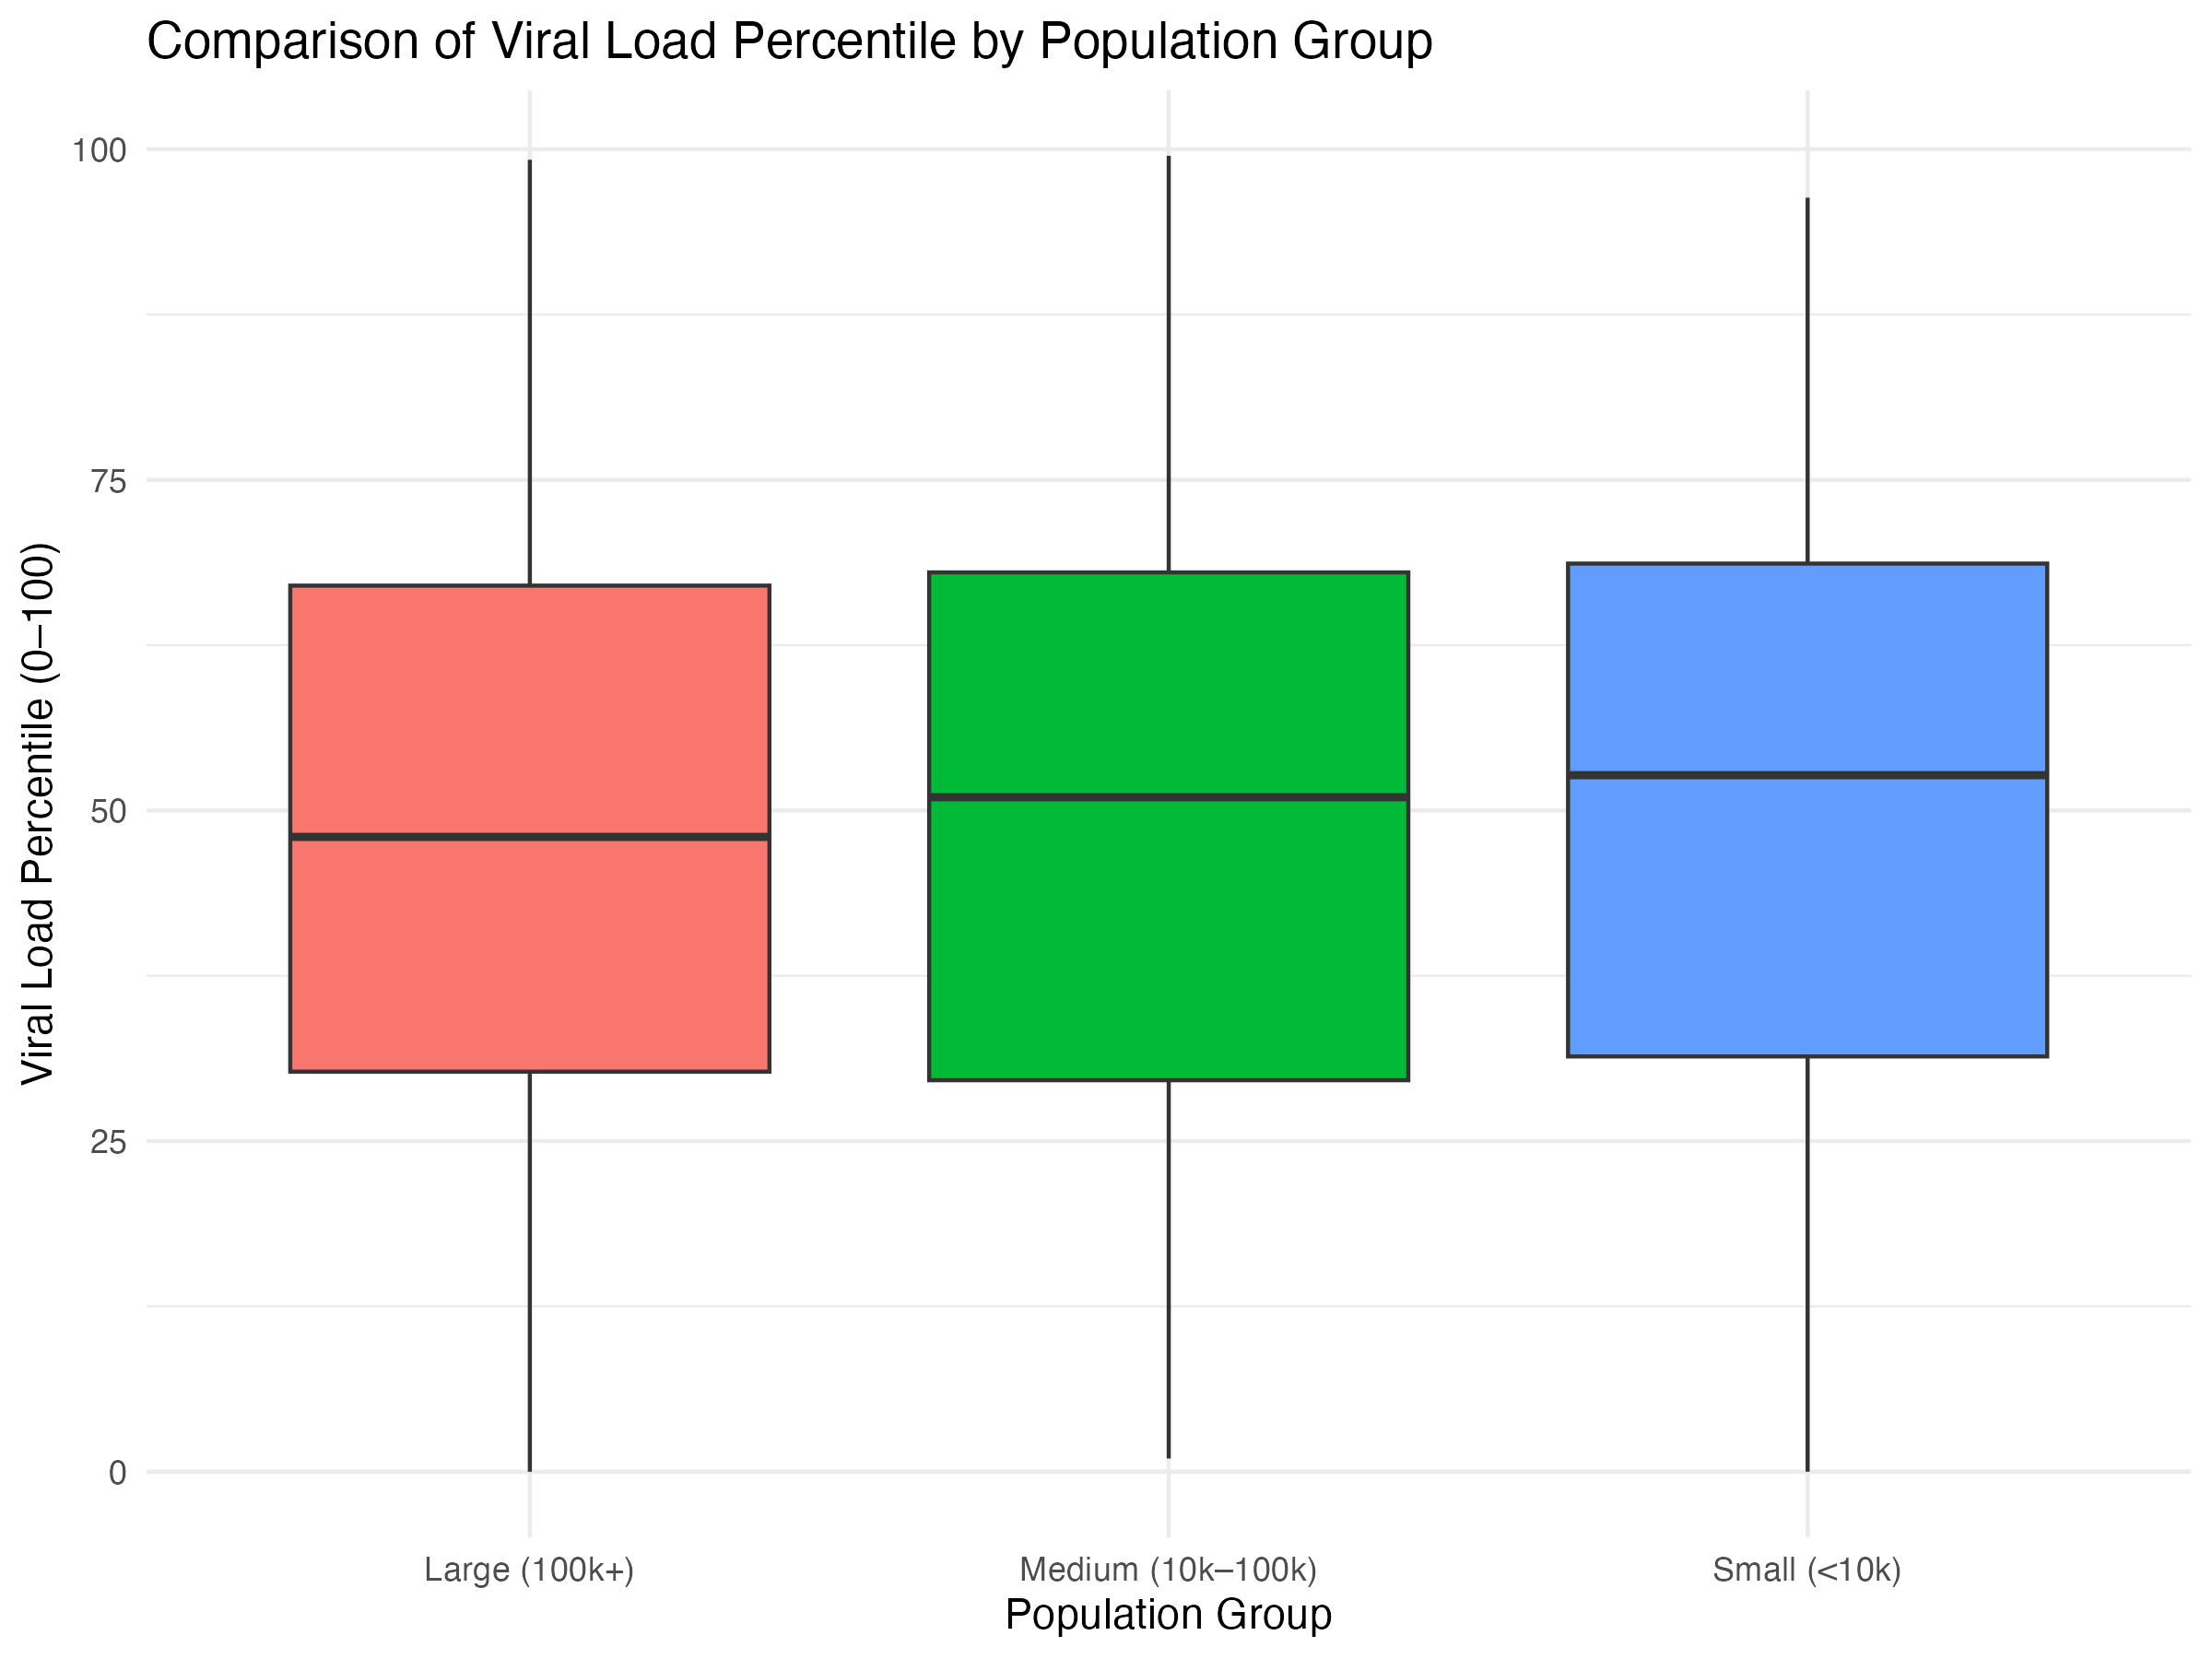 Comparison of Viral Load Percentile by Population Group
Viral Load Percentile (0–100)
100
75
50
25
0
Large (100k+)
Medium (10k–100k)
Small (<10k)
Population Group